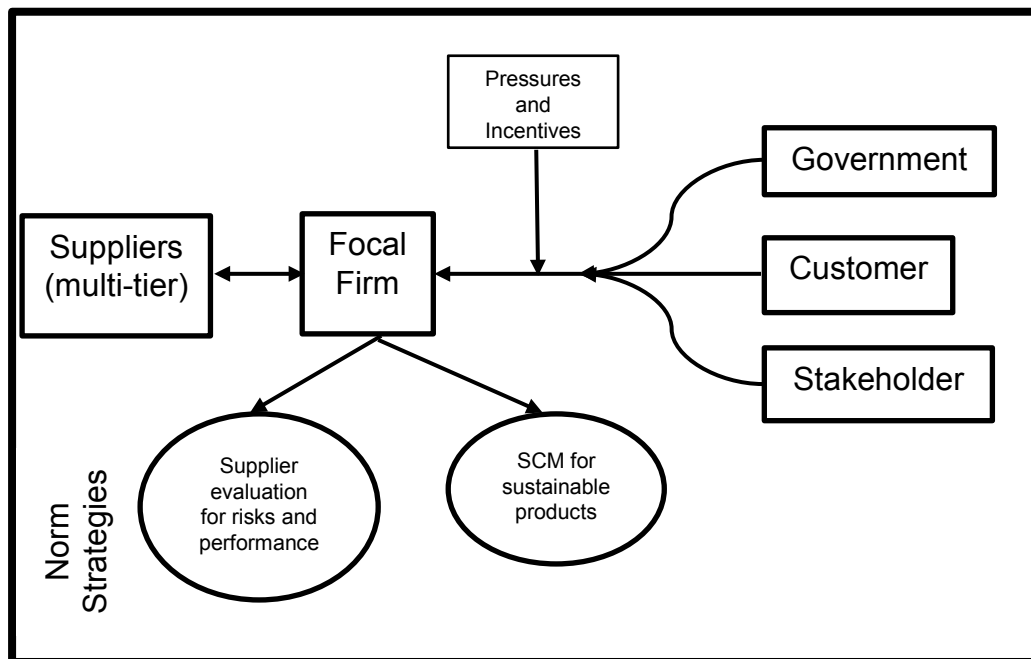 Pressures
and
Incentives
Government
Suppliers
(multi-tier)
Focal
Firm
Customer
Stakeholder
Supplier
evaluation
for risks and
performance
SCM for
sustainable
products
Norm
Strategies